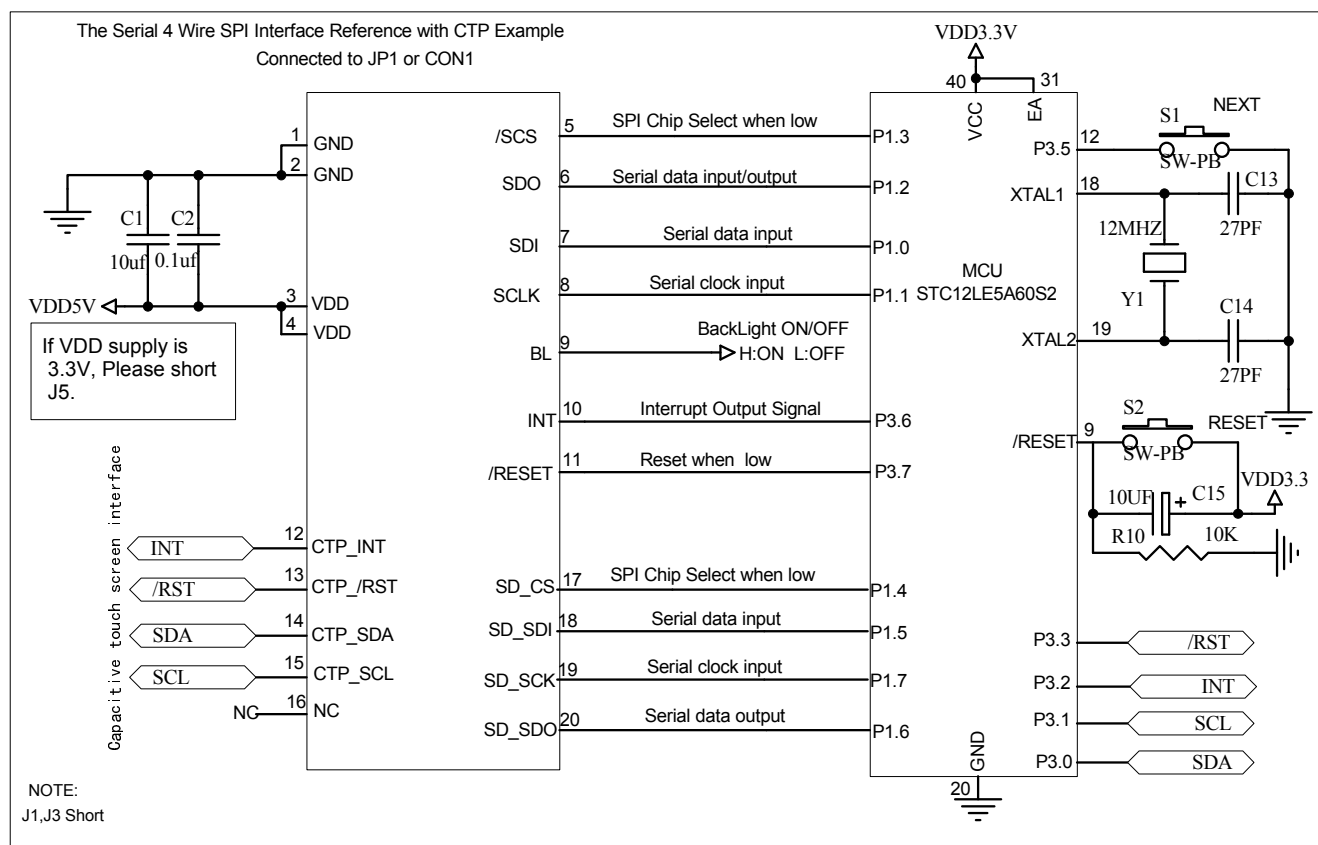 The Serial 4 Wire SPI Interface Reference with CTP Example
Connected to JP1 or CON1
1
GND
2
GND
C1
C2
10uf
0.1uf
VDD5V
3
VDD
4
VDD
If VDD supply is
3.3V, Please short
J5.
Capacitive touch screen interface
INT
12
CTP_INT
/RST
13
CTP_/RST
SDA
14
CTP_SDA
SCL
15
CTP_SCL
NC
16
NC
NOTE:
J1,J3 Short
/SCS
5
SPI Chip Select when low
P1.3
SDO
6
Serial data input/output
P1.2
SDI
7
Serial data input
P1.0
SCLK
8
Serial clock input
P1.1
BL
9
BackLight ON/OFF
H:ON L:OFF
INT
10
Interrupt Output Signal
P3.6
/RESET
11
Reset when low
P3.7
SD_CS
17
SPI Chip Select when low
P1.4
SD_SDI
18
Serial data input
P1.5
SD_SCK
19
Serial clock input
P1.7
SD_SDO
20
Serial data output
P1.6
VDD3.3V
40
31
VCC
EA
MCU
STC12LE5A60S2
GND
20
P3.5
12
S1
NEXT
SW-PB
XTAL1
18
C13
27PF
12MHZ
Y1
XTAL2
19
C14
27PF
/RESET
9
S2
RESET
SW-PB
VDD3.3
10UF
+
C15
R10
10K
P3.3
/RST
P3.2
INT
P3.1
SCL
P3.0
SDA